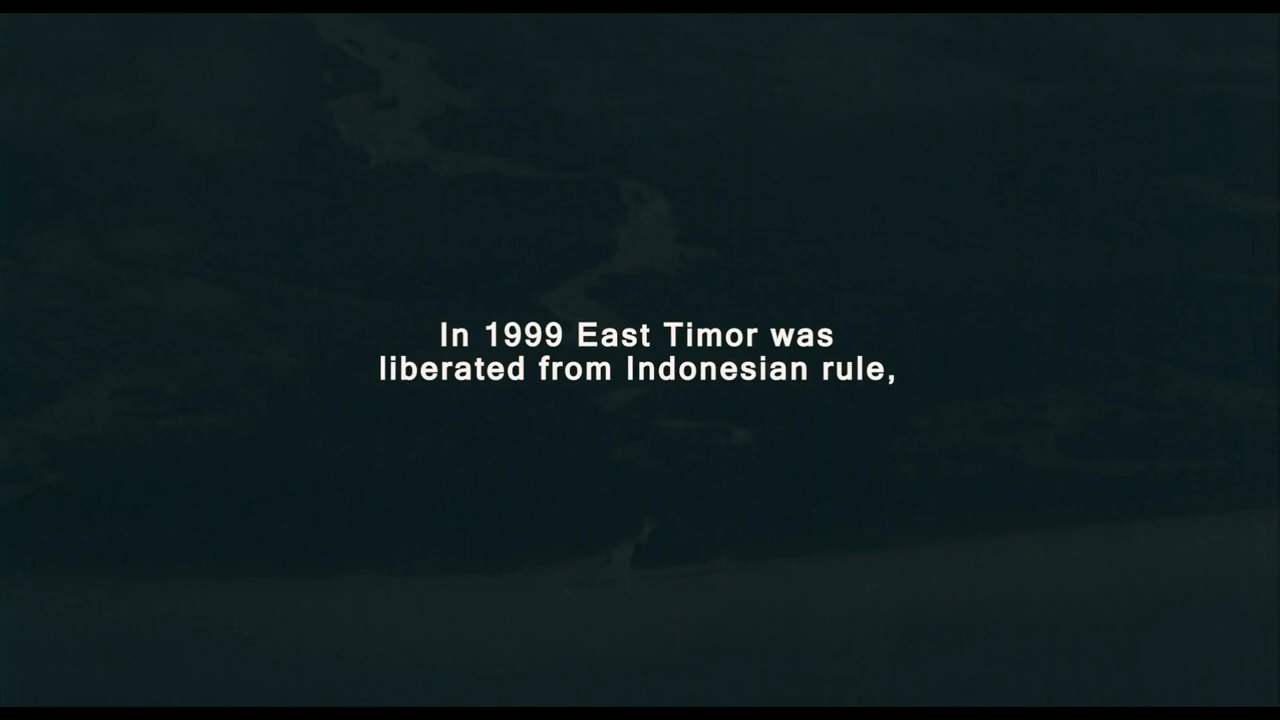 In 1999 East Timor was
liberated from Indonesian rule,